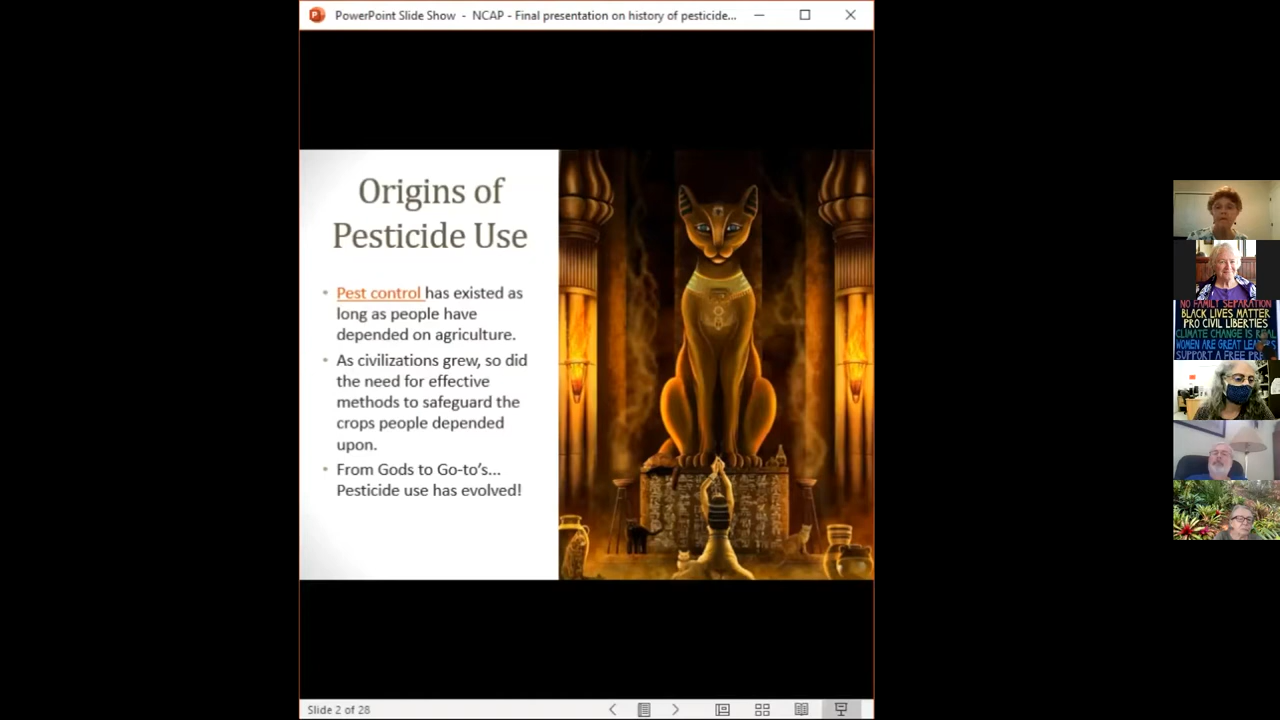 PowerPoint Slide Show - NCAP - Final presentation on history of pesticide...
Origins of
Pesticide Use
• Pest control has existed as
long as people have
depended on agriculture.
• As civilizations grew, so did
the need for effective
methods to safeguard the
crops people depended
upon.
• From Gods to Go-to's...
Pesticide use has evolved!
NO FAMILY SEPARATION
BLACK LIVES MATTER
PRO CIVIL LIBERTIES
CLIMATE CHANGE IS REAL
WOMEN ARE GREAT
SUPPORT A FREE
Slide 2 of 28